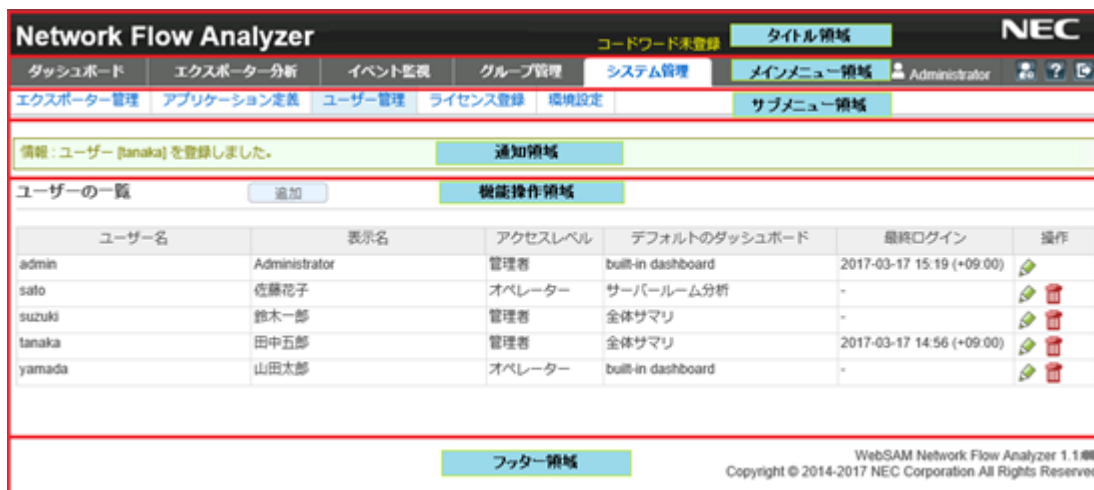 Network Flow Analyzer コードワード未登録 タイトル領域 NEC
ダッシュボード エクスポーター分析 イベント監視 グループ管理 システム管理 メインメニュー領域 Administrator ?
エクスポーター管理 アプリケーション定義 ユーザー管理 ライセンス登録 環境設定 サブメニュー領域
情報 : ユーザー [tanaka] を登録しました。 通知領域
ユーザーの一覧 追加 機能操作領域
ユーザー名 表示名 アクセスレベル デフォルトのダッシュボード 最終ログイン 操作
admin Administrator 管理者 built-in dashboard 2017-03-17 15:19 (+09:00)
sato 佐藤花子 オペレーター サーバールーム分析 -
suzuki 鈴木一郎 管理者 全体サマリ -
tanaka 田中五郎 管理者 全体サマリ 2017-03-17 14:56 (+09:00)
yamada 山田太郎 オペレーター built-in dashboard -
フッター領域 WebSAM Network Flow Analyzer 1.1
Copyright © 2014-2017 NEC Corporation All Rights Reserve